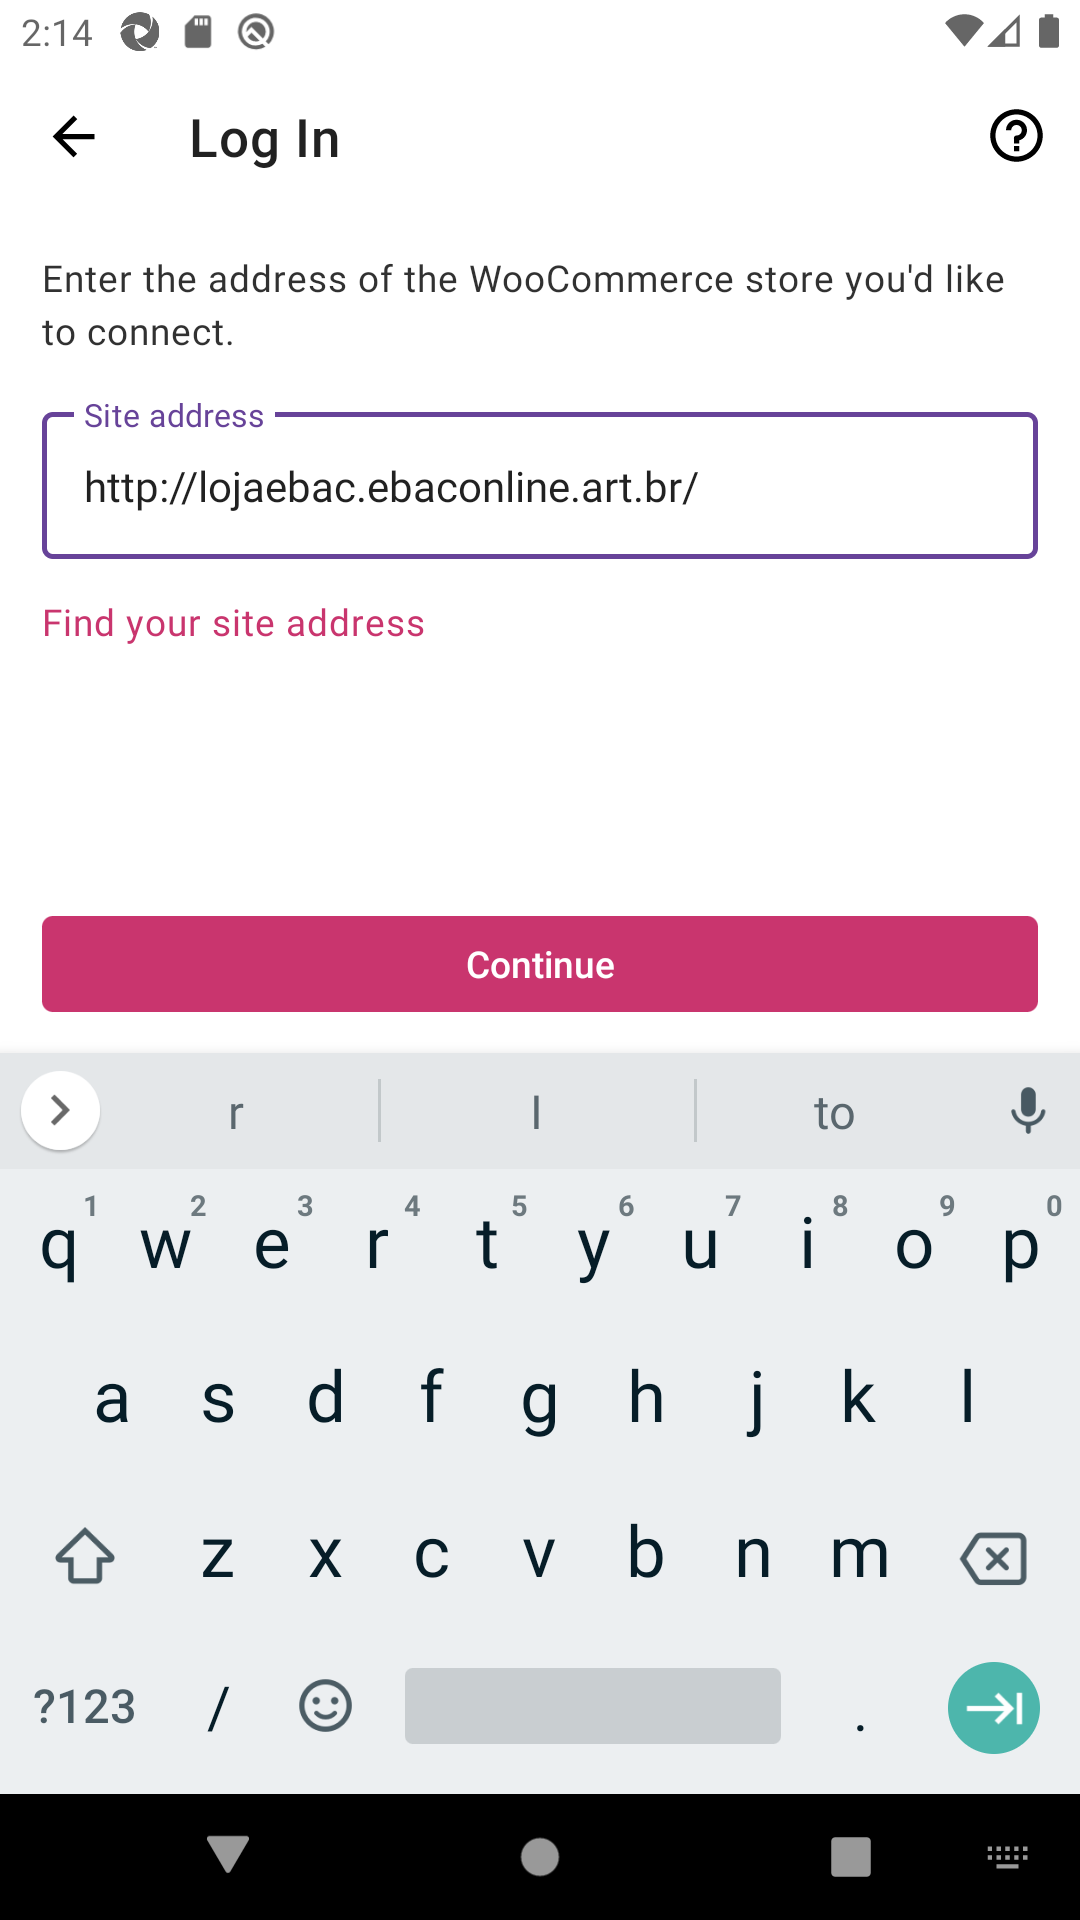 2:14
Log In
Enter the address of the WooCommerce store you'd like
to connect.
Site address
http://lojaebac.ebaconline.art.br/
Find your site address
Continue
r | to
1 2 3 4 5 6 7 8 9 0
q w e r t y u i o p
a s d f g h j k l
z x c v b n m
?123 / .